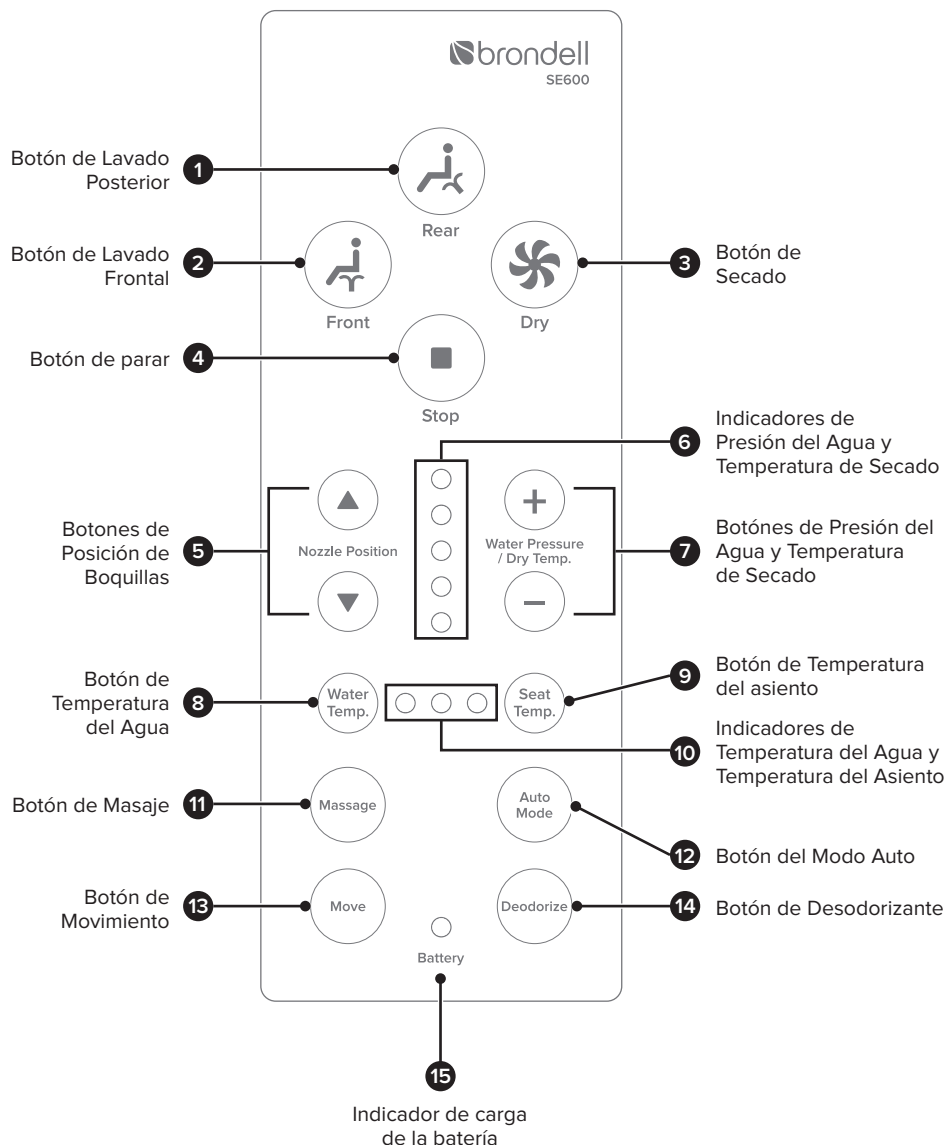 brondell
SE600
Botón de Lavado
Posterior
1
Rear
Botón de Lavado
Frontal
2
Front
3
Botón de
Secado
Dry
Botón de parar
4
Stop
6
Indicadores de
Presión del Agua y
Temperatura de Secado
Botones de
Posición de
Boquillas
5
Nozzle Position
Water Pressure
/ Dry Temp.
7
Botónes de Presión del
Agua y Temperatura
de Secado
Botón de
Temperatura
del Agua
8
Water
Temp.
Seat
Temp.
9
Botón de Temperatura
del asiento
10
Indicadores de
Temperatura del Agua y
Temperatura del Asiento
Botón de Masaje
11
Massage
Auto
Mode
12
Botón del Modo Auto
Botón de
Movimiento
13
Move
Deodorize
14
Botón de Desodorizante
Battery
15
Indicador de carga
de la batería